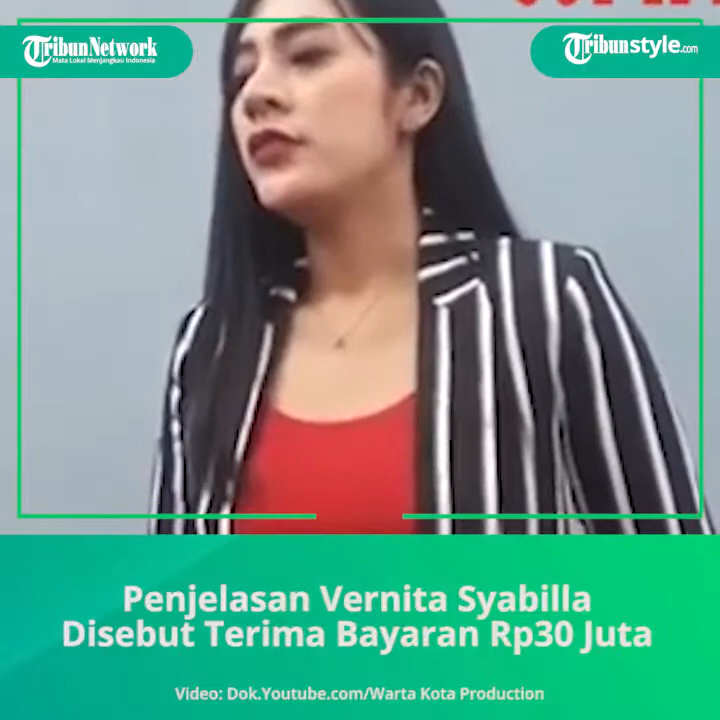 TribunNetwork
Mata Lokal Menjangkau Indonesia
Tribunstyle.com
Penjelasan Vernita Syabilla
Disebut Terima Bayaran Rp30 Juta
Video: Dok.Youtube.com/Warta Kota Production